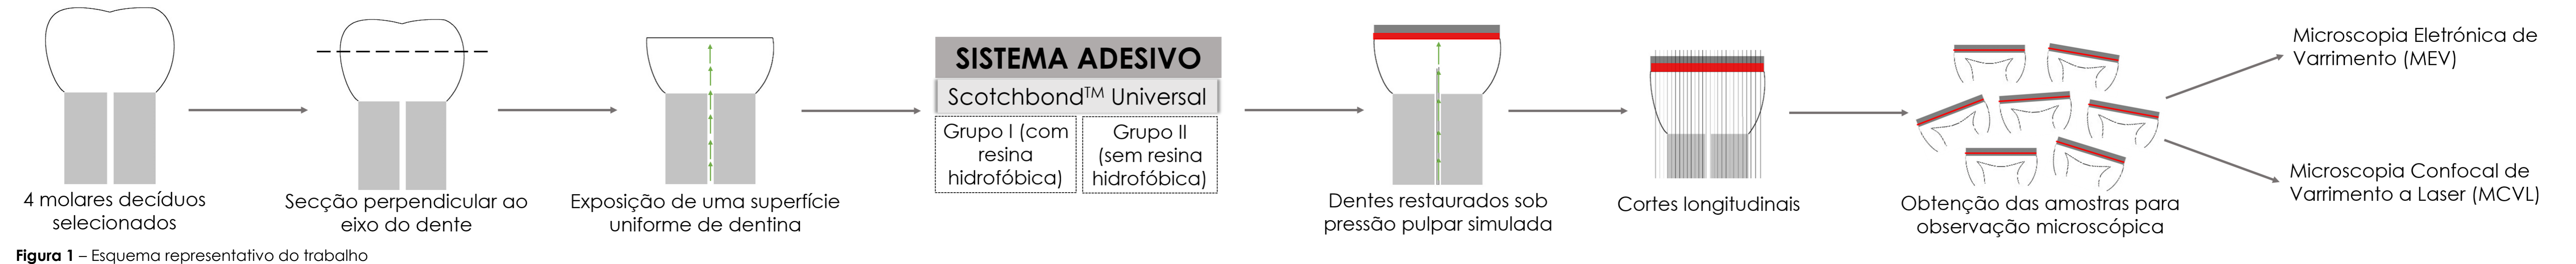 4 molares decíduos
selecionados
Secção perpendicular ao
eixo do dente
Exposição de uma superfície
uniforme de dentina
SISTEMA ADESIVO
Scotchbond™ Universal
Grupo I (com
resina
hidrofóbica)
Grupo II
(sem resina
hidrofóbica)
Dentes restaurados sob
pressão pulpar simulada
Cortes longitudinais
Obtenção das amostras para
observação microscópica
Microscopia Eletrónica de
Varrimento (MEV)
Microscopia Confocal de
Varrimento a Laser (MCVL)
Figura 1 – Esquema representativo do trabalho